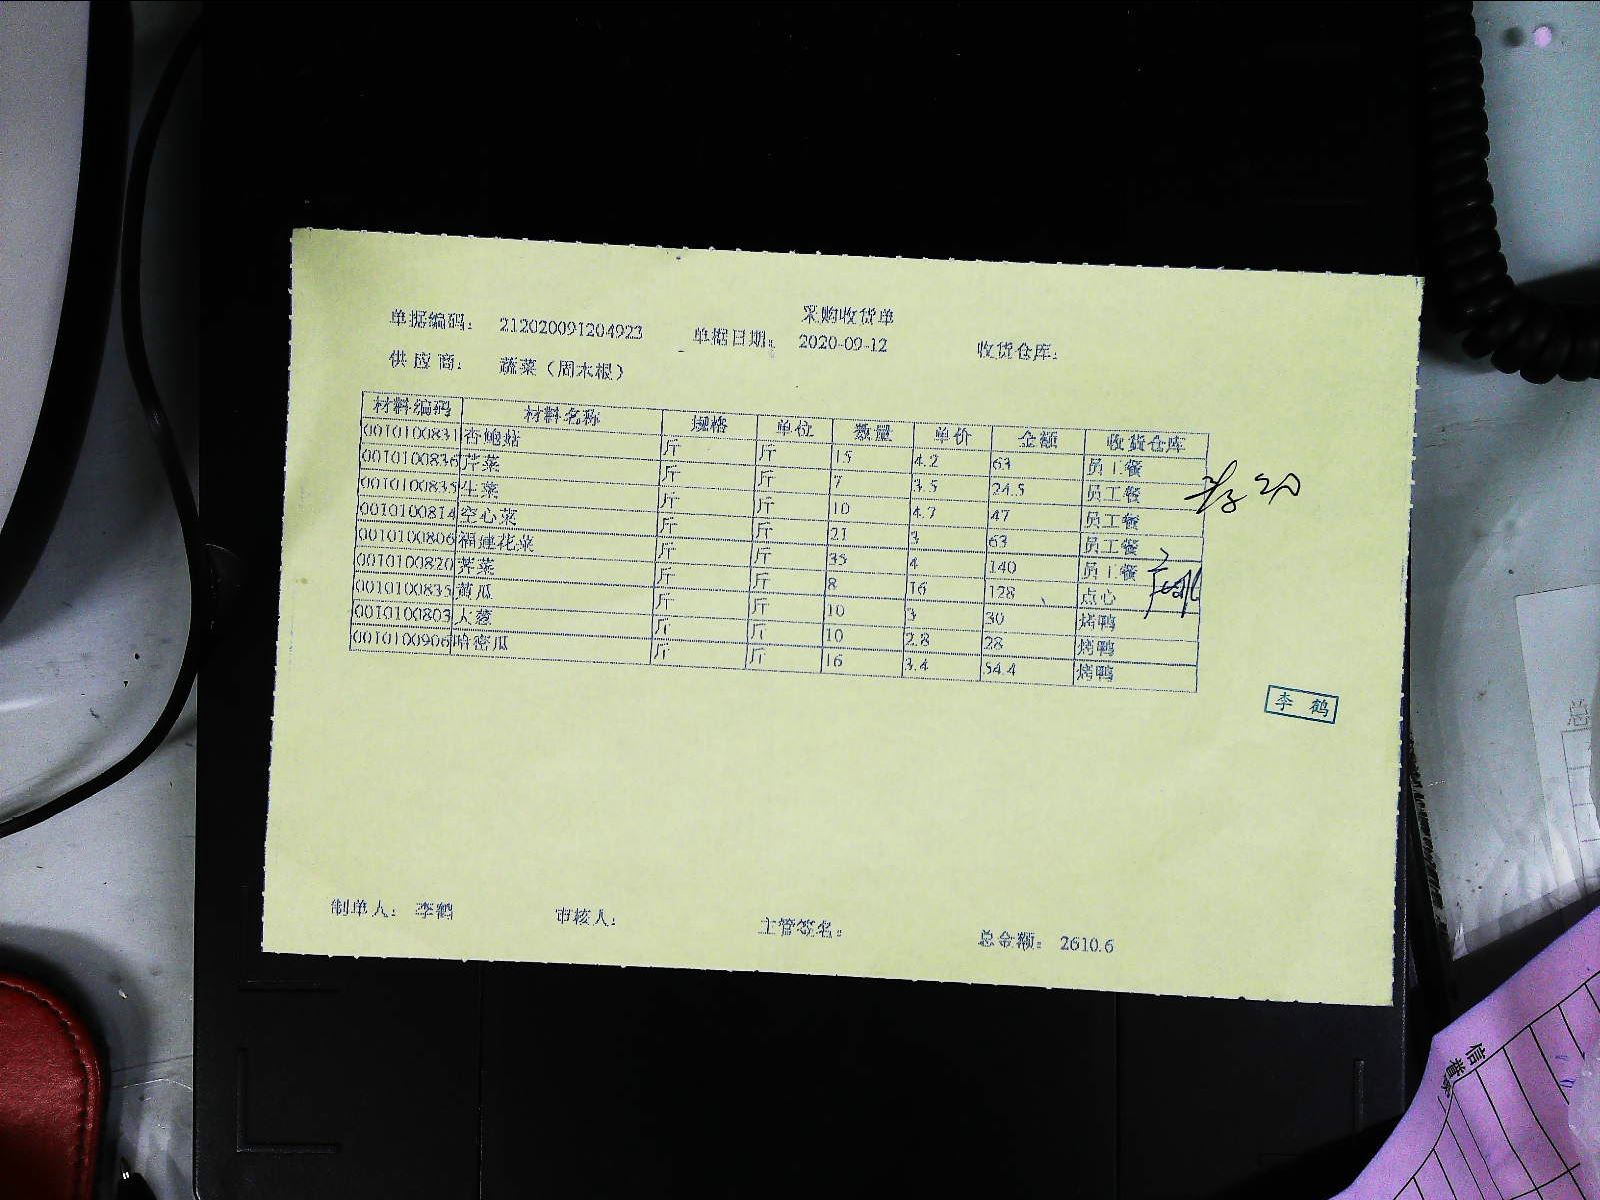 采购收货单
单据编码： 212020091204923 单据日期： 2020-09-12 收货仓库：
供应商： 蔬菜（周木根）
材料编码 材料名称 规格 单位 数量 单价 金额 收货仓库
0010100831 杏鲍菇 斤 斤 15 4.2 63 员工餐
0010100836 芹菜 斤 斤 7 3.5 24.5 员工餐
0010100835 生菜 斤 斤 10 4.7 47 员工餐
0010100814 空心菜 斤 斤 21 3 63 员工餐
0010100806 福建花菜 斤 斤 35 4 140 员工餐
0010100820 荠菜 斤 斤 8 16 128 点心
0010100835 黄瓜 斤 斤 10 3 30 烤鸭
0010100803 大葱 斤 斤 10 2.8 28 烤鸭
0010100906 哈密瓜 斤 斤 16 3.4 54.4 烤鸭
李鹤
制单人： 李鹤 审核人： 主管签名： 总金额： 2610.6
信誉
总